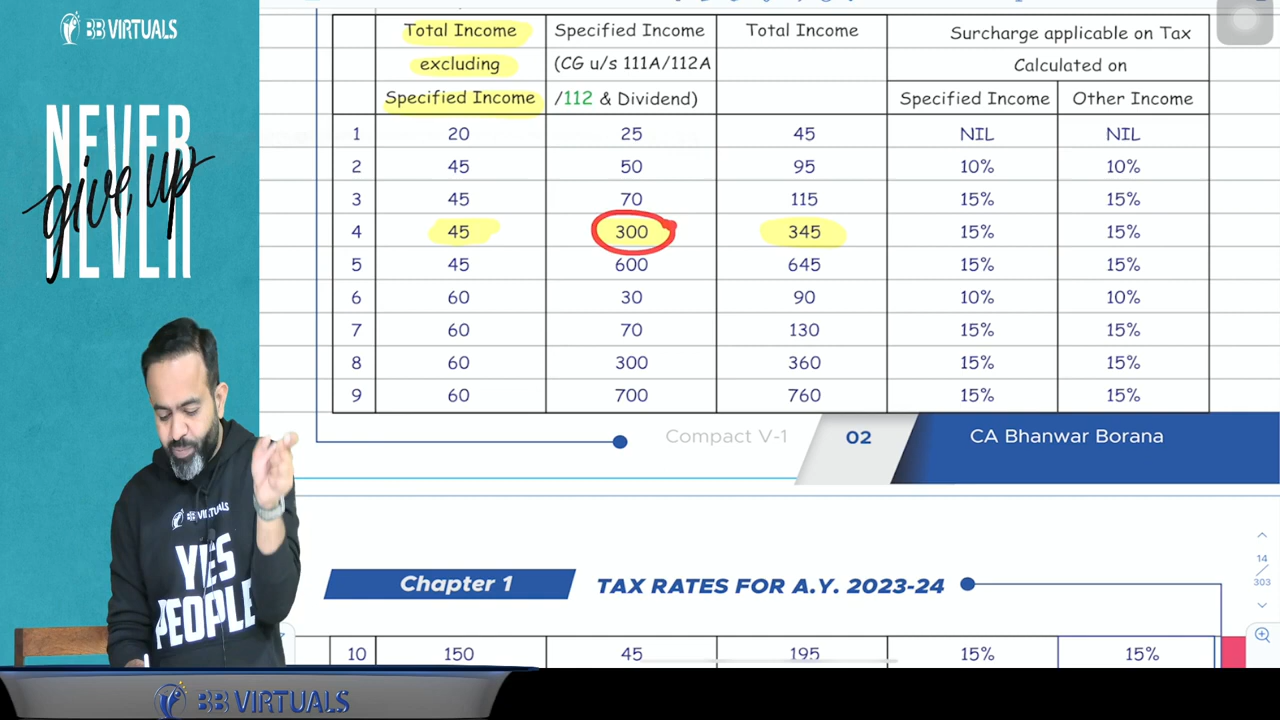 BB VIRTUALS
NEVER
give up
NEVER
Total Income excluding Specified Income | Specified Income (CG u/s 111A/112A /112 & Dividend) | Total Income | Surcharge applicable on Tax Calculated on
Specified Income | Other Income
1 20 25 45 NIL NIL
2 45 50 95 10% 10%
3 45 70 115 15% 15%
4 45 300 345 15% 15%
5 45 600 645 15% 15%
6 60 30 90 10% 10%
7 60 70 130 15% 15%
8 60 300 360 15% 15%
9 60 700 760 15% 15%
Compact V-1 02 CA Bhanwar Borana
BB VIRTUALS
YES
PEOPLE
14
303
Chapter 1 TAX RATES FOR A.Y. 2023-24
10 150 45 195 15% 15%
BB VIRTUALS